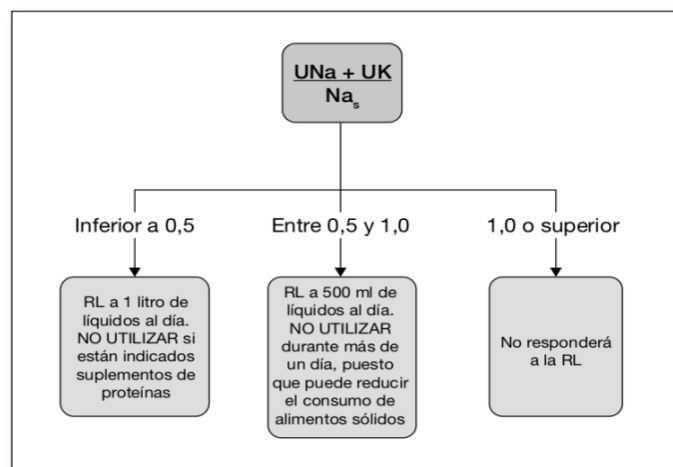 UNa + UK
Na_s
Inferior a 0,5
Entre 0,5 y 1,0
1,0 o superior
RL a 1 litro de
líquidos al día.
NO UTILIZAR si
están indicados
suplementos de
proteínas
RL a 500 ml de
líquidos al día.
NO UTILIZAR
durante más de
un día, puesto
que puede reducir
el consumo de
alimentos sólidos
No responderá
a la RL